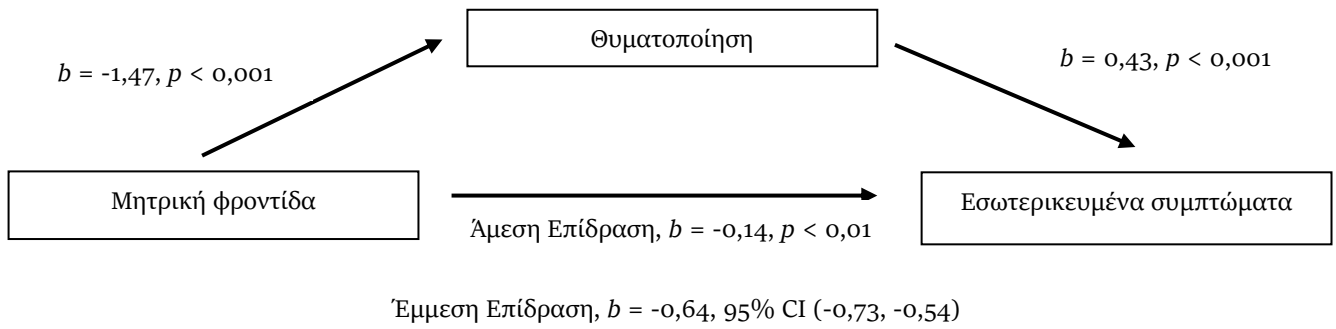 Θυματοποίηση
b = -1,47, p < 0,001
b = 0,43, p < 0,001
Μητρική φροντίδα
Εσωτερικευμένα συμπτώματα
Άμεση Επίδραση, b = -0,14, p < 0,01
Έμμεση Επίδραση, b = -0,64, 95% CI (-0,73, -0,54)